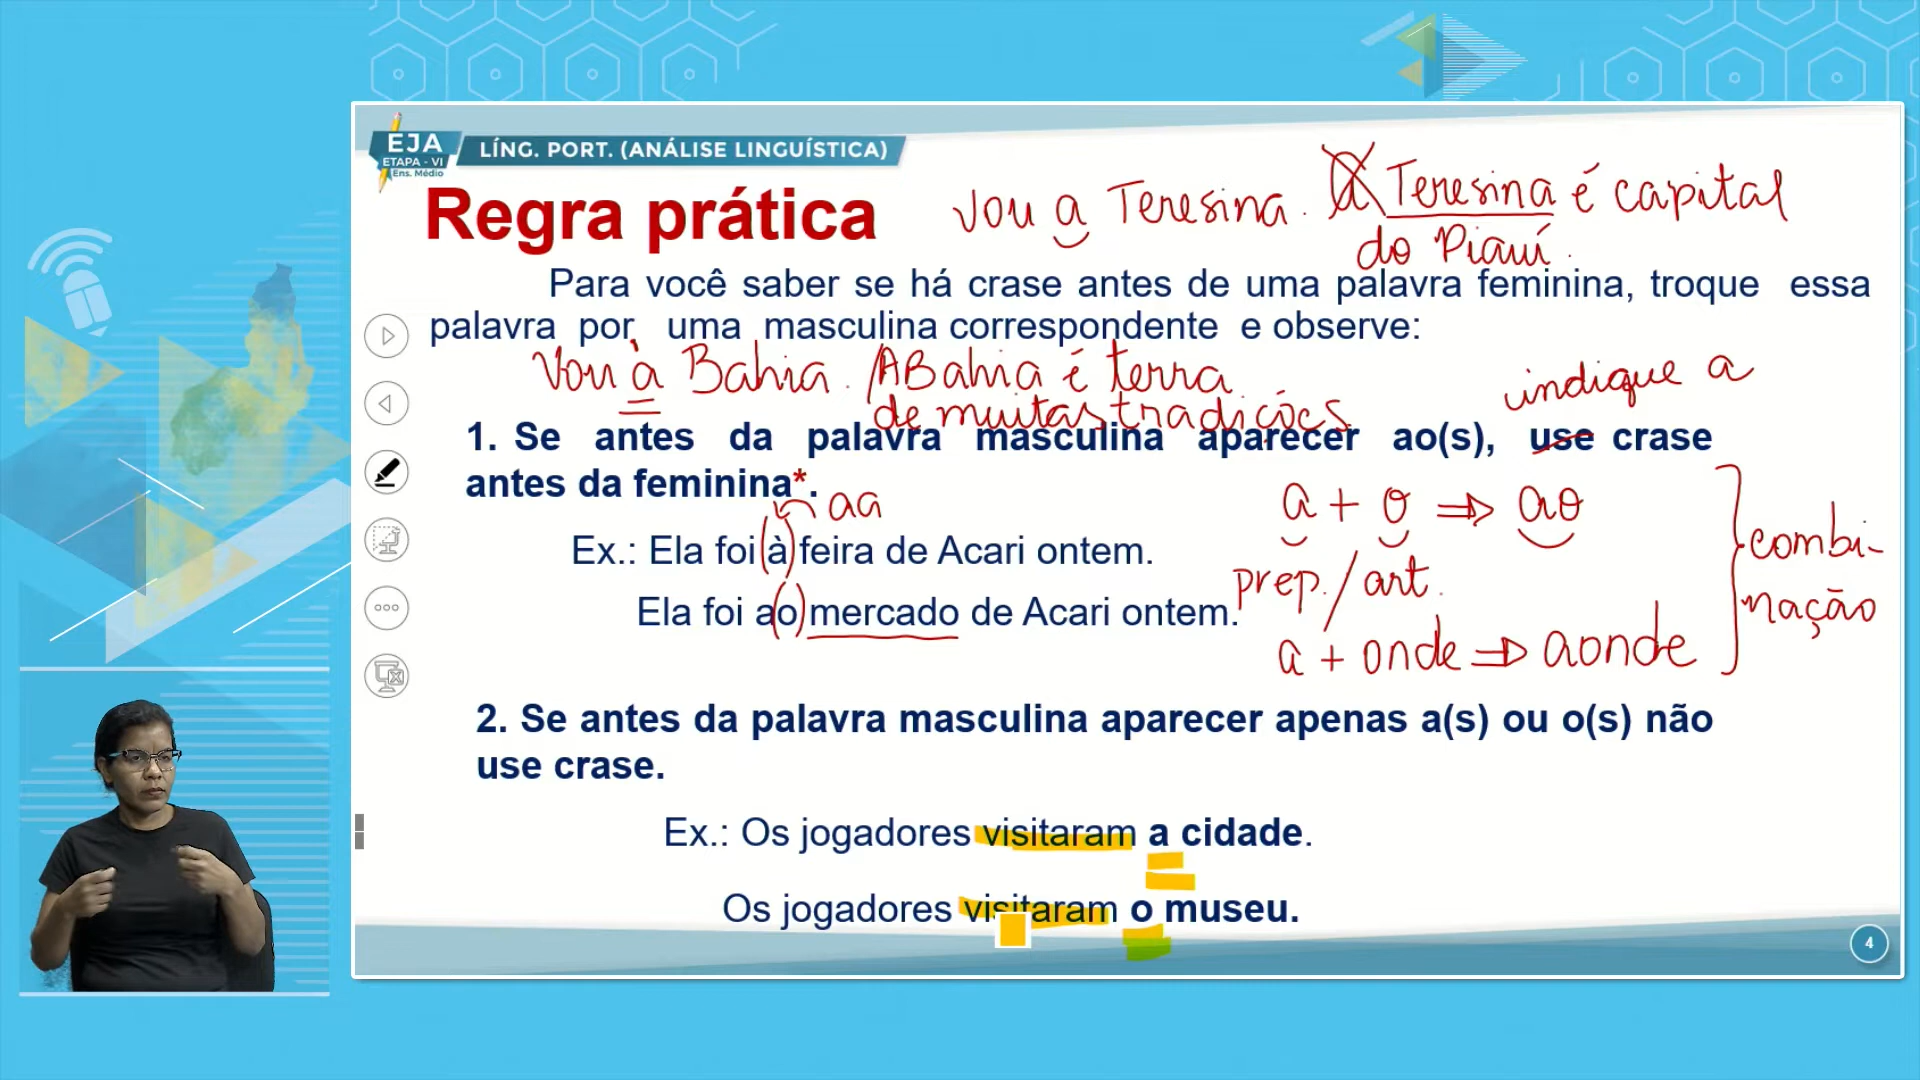 EJA
ETAPA - VI
Ens. Médio
LÍNG. PORT. (ANÁLISE LINGUÍSTICA)
Regra prática
Vou a Teresina. A Teresina é capital
do Piauí.
Para você saber se há crase antes de uma palavra feminina, troque essa
palavra por uma masculina correspondente e observe:
Vou à Bahia. / A Bahia é terra
de muitas tradições
indique a
1. Se antes da palavra masculina aparecer ao(s), use crase
antes da feminina*.
aa
Ex.: Ela foi (à) feira de Acari ontem.
Ela foi a(o) mercado de Acari ontem.
a + o ⇒ ao
prep. / art.
a + onde ⇒ aonde
combi-
nação
2. Se antes da palavra masculina aparecer apenas a(s) ou o(s) não
use crase.
Ex.: Os jogadores visitaram a cidade.
Os jogadores visitaram o museu.
4